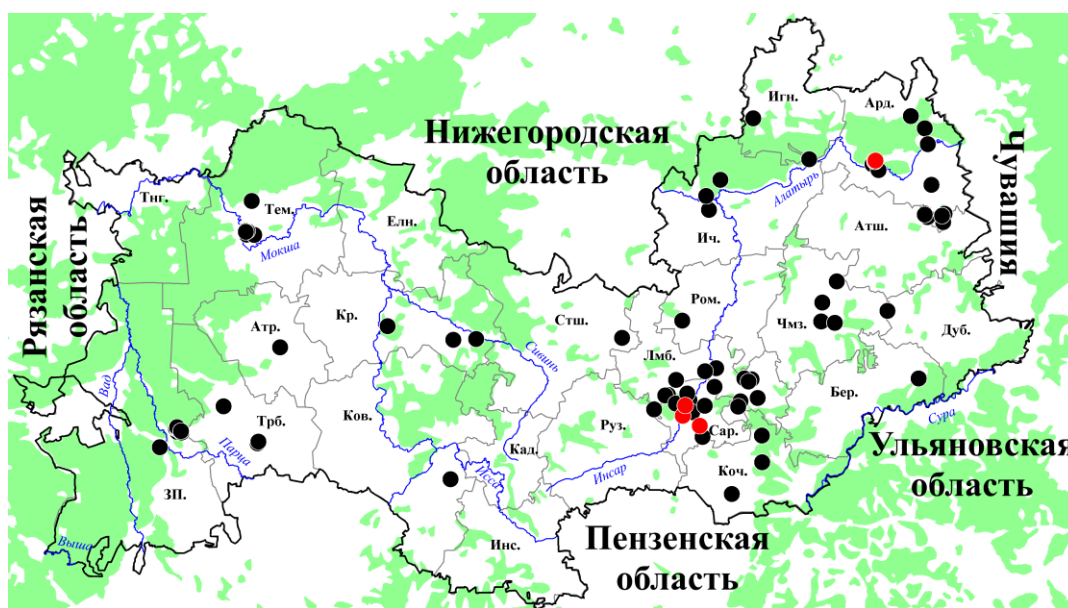 Нижегородская
область
Рязанская
область
Чувашия
Ульяновская
область
Пензенская
область
Игн.
Ард.
Тнг.
Тем.
Елн.
Мокша
Алатырь
Ич.
Атш.
Атр.
Кр.
Стш.
Ром.
Чмз.
Дуб.
Сивинь
Лмб.
Бер.
Вад
Трб.
Ков.
Руз.
Сар.
Сура
Парца
Кад.
Исса
Инсар
Коч.
ЗП.
Выша
Инс.